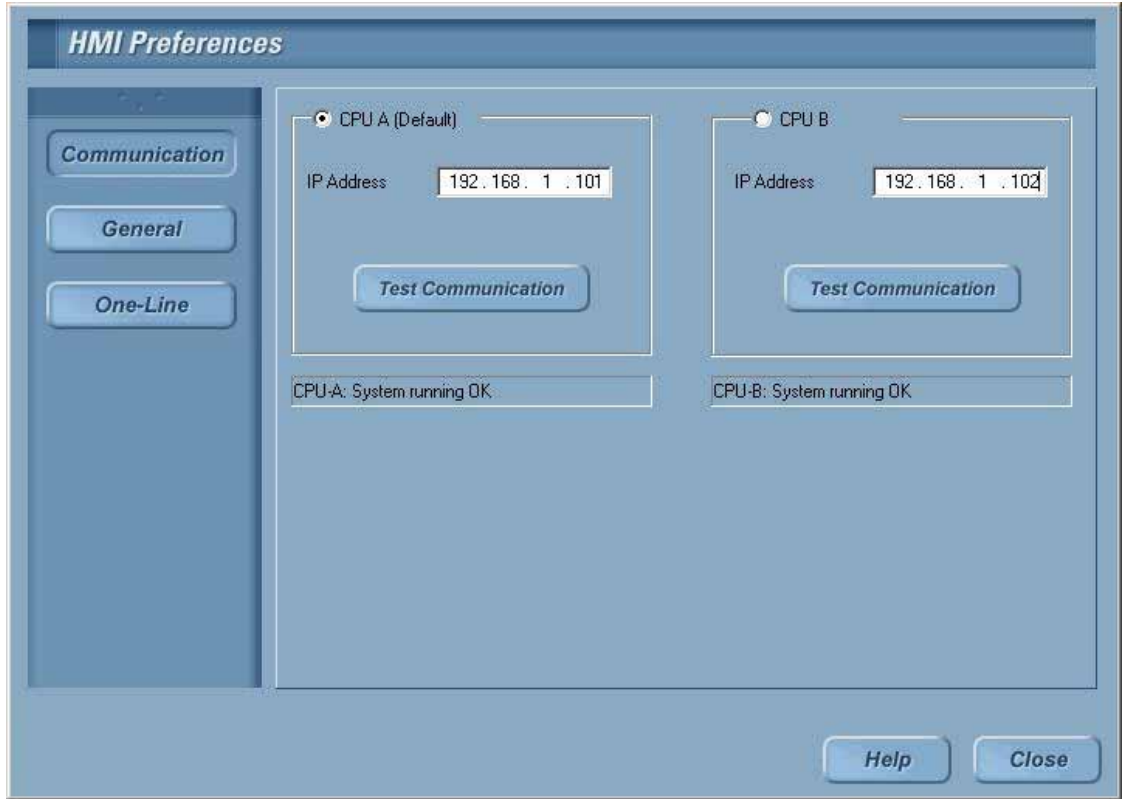 HMI Preferences
Communication
General
One-Line
CPU A (Default)
IP Address 192.168. 1 .101
Test Communication
CPU-A: System running OK
CPU B
IP Address 192.168. 1 .102
Test Communication
CPU-B: System running OK
Help
Close